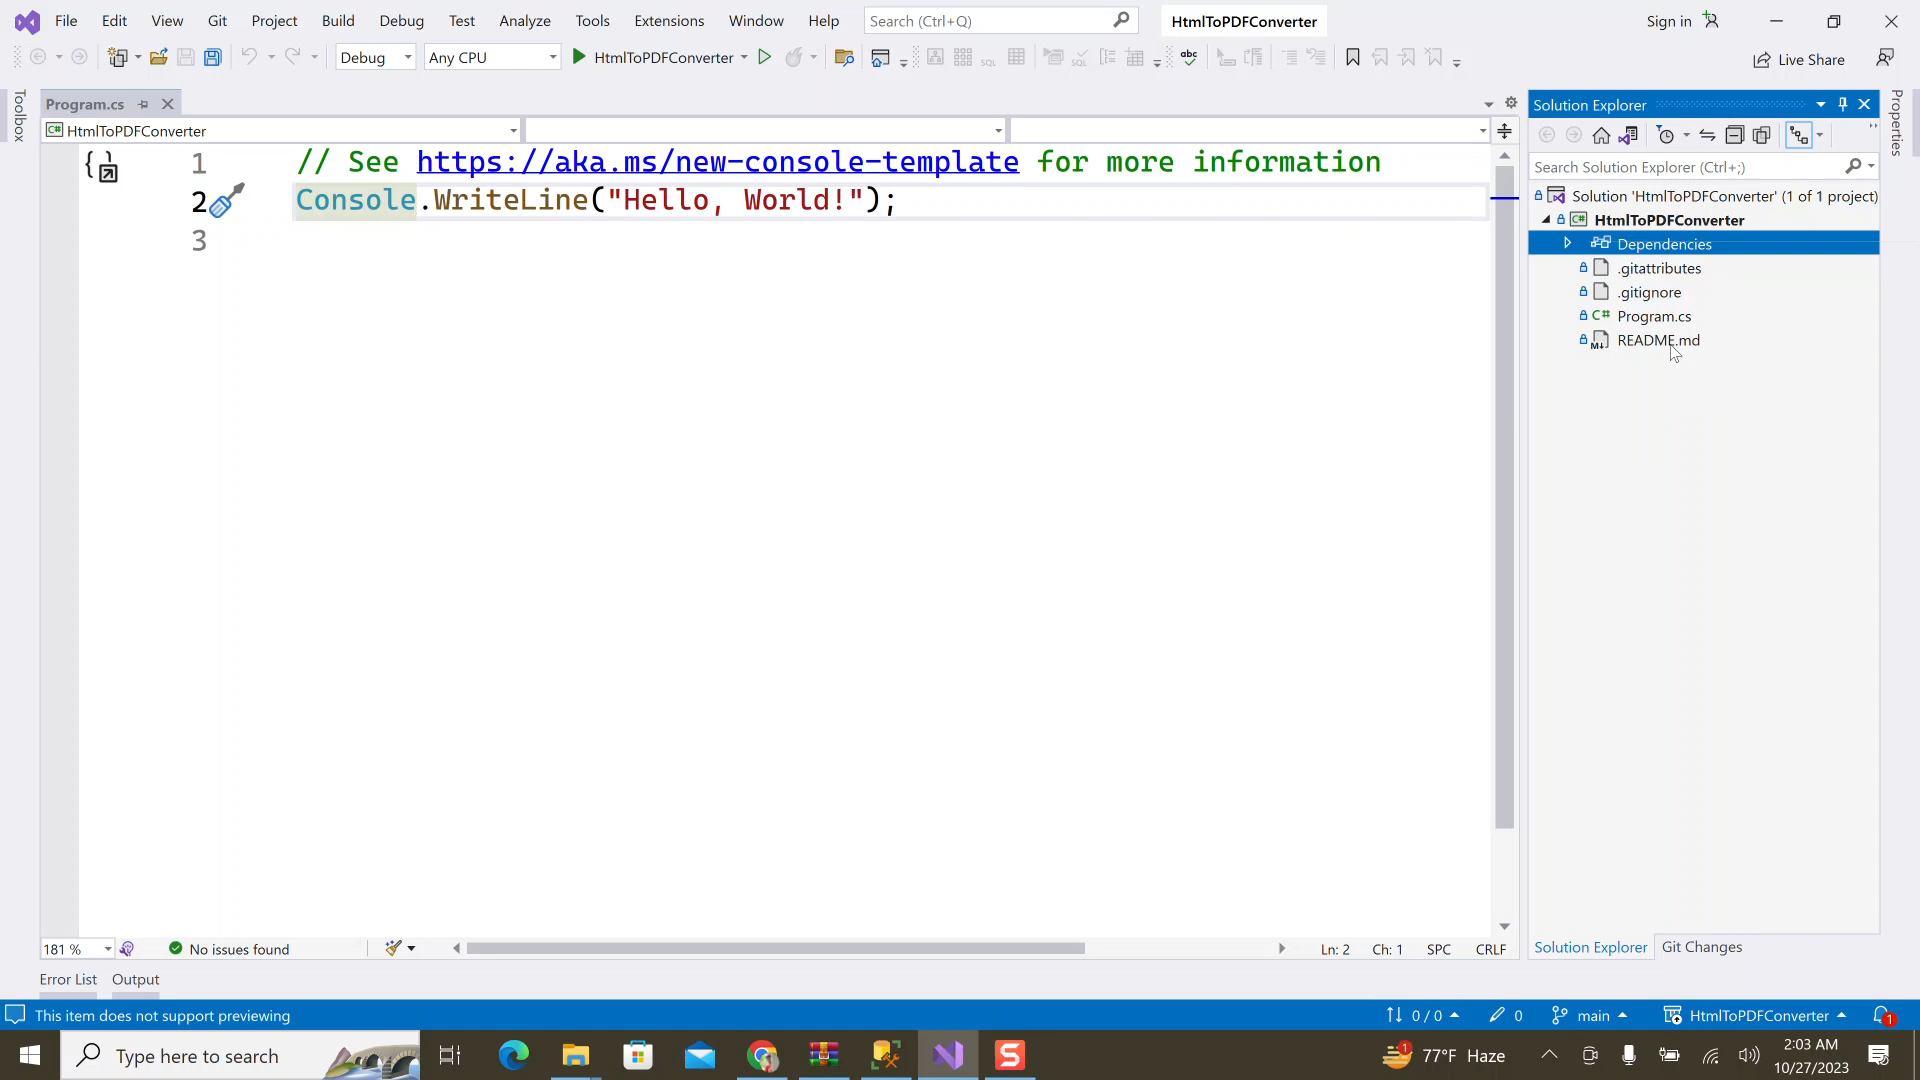 File Edit View Git Project Build Debug Test Analyze Tools Extensions Window Help Search (Ctrl+Q) HtmlToPDFConverter Sign in
Debug Any CPU HtmlToPDFConverter SQL SQL abc Live Share
Toolbox
Program.cs
C# HtmlToPDFConverter
1 // See https://aka.ms/new-console-template for more information
2 Console.WriteLine("Hello, World!");
3
Solution Explorer
Search Solution Explorer (Ctrl+;)
Solution 'HtmlToPDFConverter' (1 of 1 project)
C# HtmlToPDFConverter
Dependencies
.gitattributes
.gitignore
C# Program.cs
README.md
Properties
181 % No issues found Ln: 2 Ch: 1 SPC CRLF
Solution Explorer Git Changes
Error List Output
This item does not support previewing 0 / 0 0 main HtmlToPDFConverter 1
Type here to search S 1 77°F Haze 2:03 AM
10/27/2023